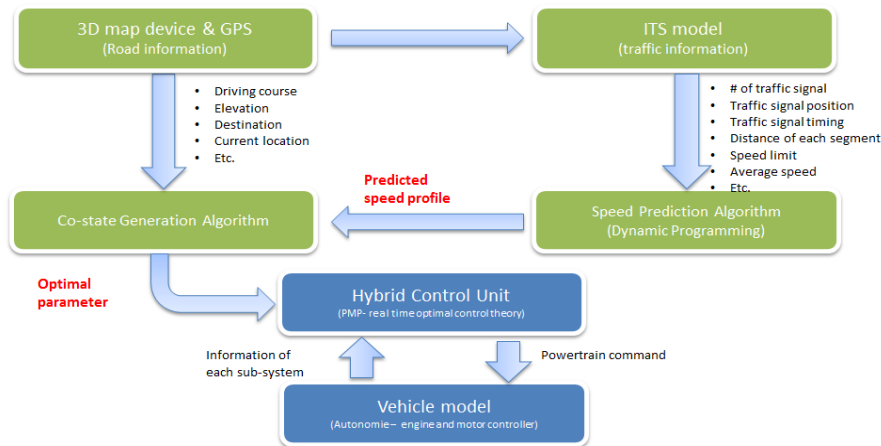 3D map device & GPS
(Road information)
ITS model
(traffic information)
• Driving course
• Elevation
• Destination
• Current location
• Etc.
• # of traffic signal
• Traffic signal position
• Traffic signal timing
• Distance of each segment
• Speed limit
• Average speed
• Etc.
Predicted
speed profile
Co-state Generation Algorithm
Speed Prediction Algorithm
(Dynamic Programming)
Optimal
parameter
Hybrid Control Unit
(PMP- real time optimal control theory)
Information of
each sub-system
Powertrain command
Vehicle model
(Autonomie – engine and motor controller)